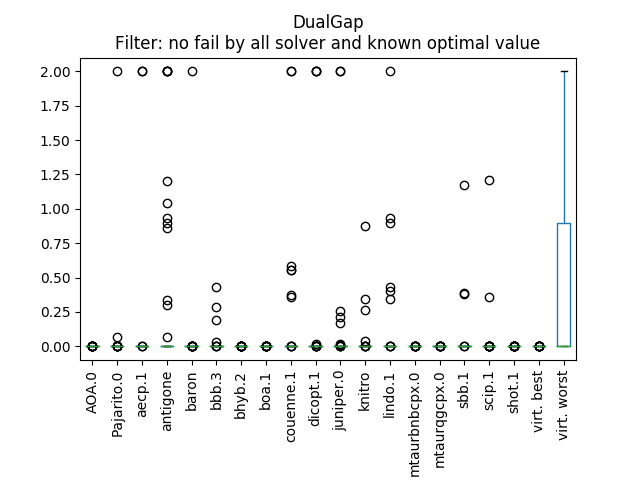 DualGap
Filter: no fail by all solver and known optimal value
2.00
1.75
1.50
1.25
1.00
0.75
0.50
0.25
0.00
AOA.0
Pajarito.0
aecp.1
antigone
baron
bbb.3
bhyb.2
boa.1
couenne.1
dicopt.1
juniper.0
knitro
lindo.1
mtaurbnbcpx.0
mtaurqgcpx.0
sbb.1
scip.1
shot.1
virt. best
virt. worst